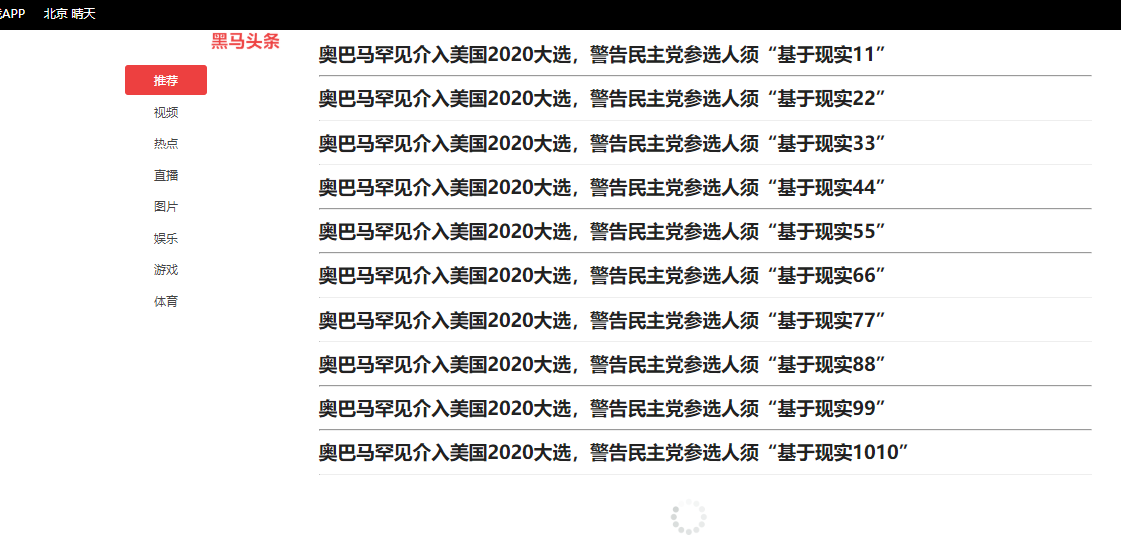 APP 北京 晴天
黑马头条
推荐
视频
热点
直播
图片
娱乐
游戏
体育
奥巴马罕见介入美国2020大选，警告民主党参选人须“基于现实11”
奥巴马罕见介入美国2020大选，警告民主党参选人须“基于现实22”
奥巴马罕见介入美国2020大选，警告民主党参选人须“基于现实33”
奥巴马罕见介入美国2020大选，警告民主党参选人须“基于现实44”
奥巴马罕见介入美国2020大选，警告民主党参选人须“基于现实55”
奥巴马罕见介入美国2020大选，警告民主党参选人须“基于现实66”
奥巴马罕见介入美国2020大选，警告民主党参选人须“基于现实77”
奥巴马罕见介入美国2020大选，警告民主党参选人须“基于现实88”
奥巴马罕见介入美国2020大选，警告民主党参选人须“基于现实99”
奥巴马罕见介入美国2020大选，警告民主党参选人须“基于现实1010”